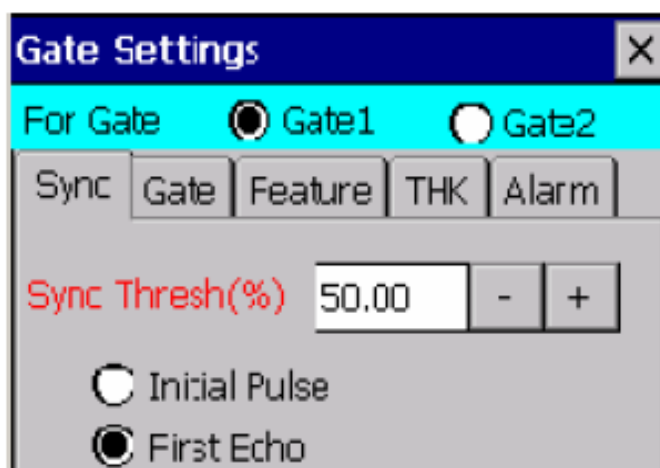 Gate Settings
For Gate Gate1 Gate2
Sync Gate Feature THK Alarm
Sync Thresh(%) 50.00 - +
Initial Pulse
First Echo